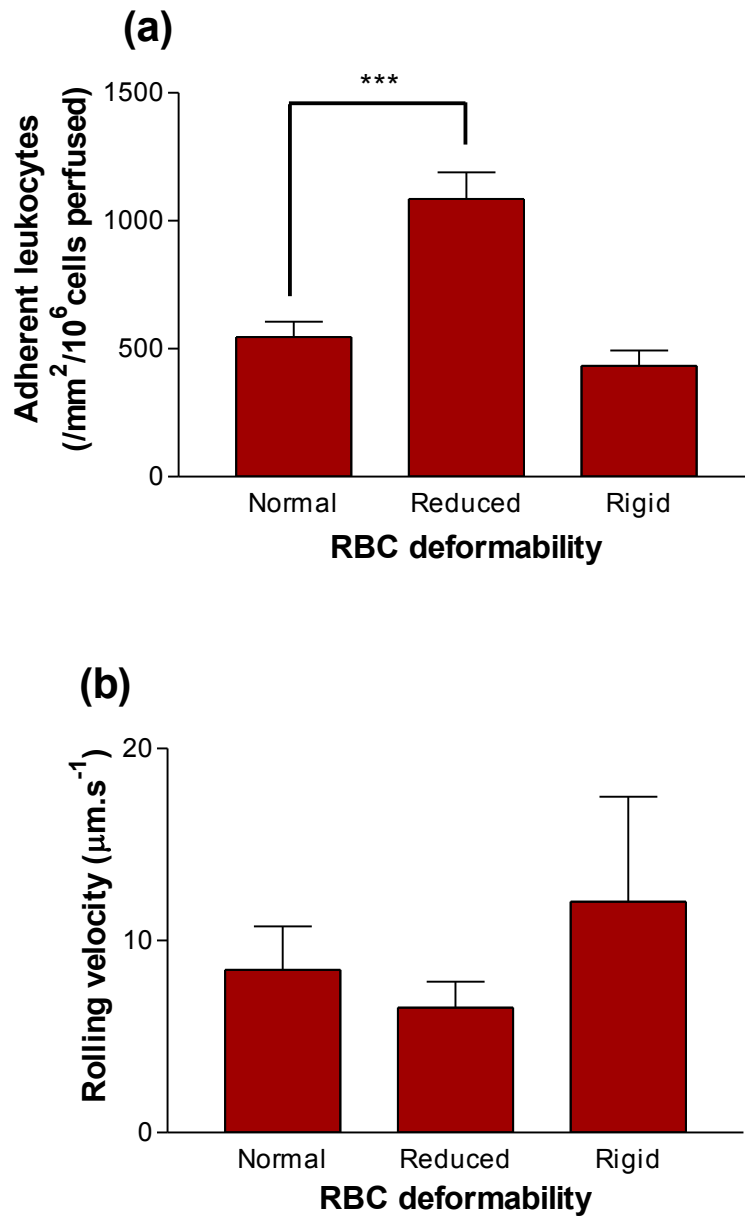 (a)
***
1500
1000
500
0
Adherent leukocytes
(/mm²/10⁶cells perfused)
Normal Reduced Rigid
RBC deformability
(b)
20
10
0
Rolling velocity (µm.s⁻¹)
Normal Reduced Rigid
RBC deformability